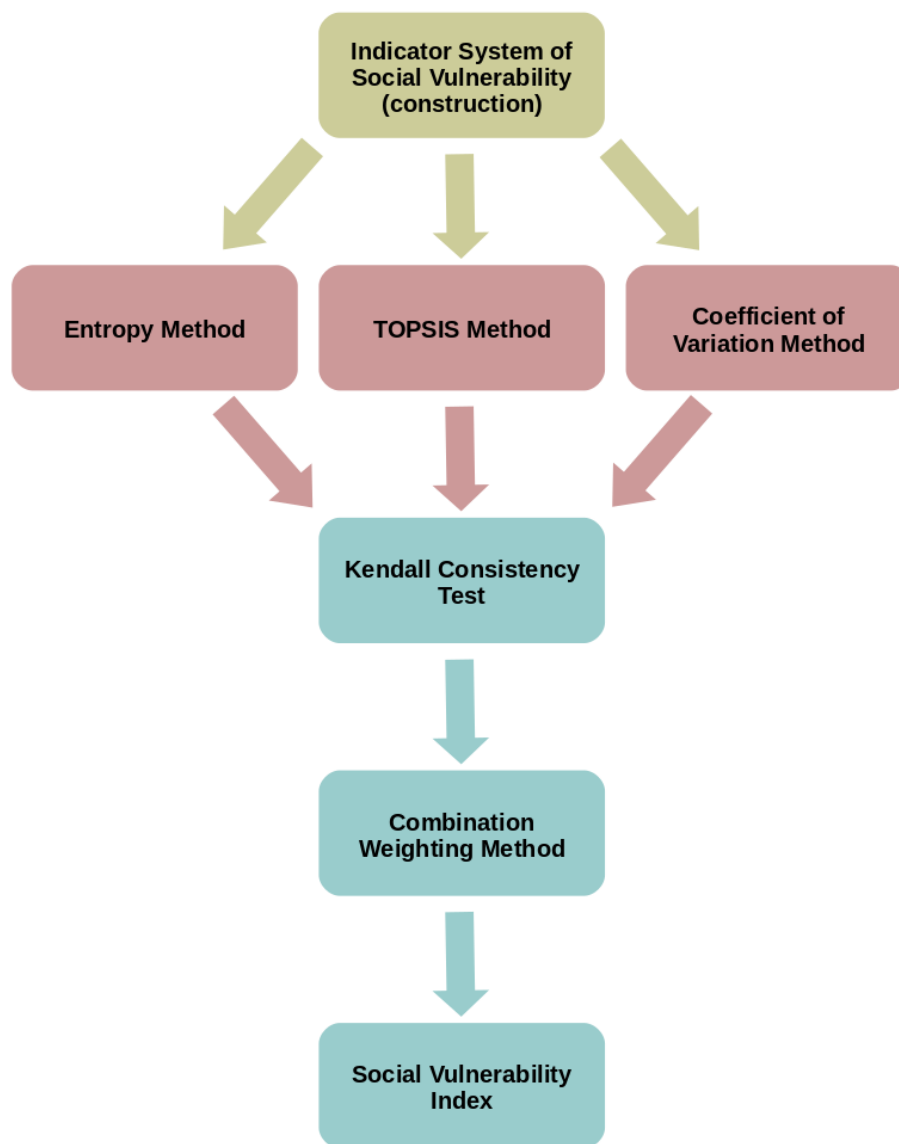 Indicator System of
Social Vulnerability
(construction)
Entropy Method
TOPSIS Method
Coefficient of
Variation Method
Kendall Consistency
Test
Combination
Weighting Method
Social Vulnerability
Index